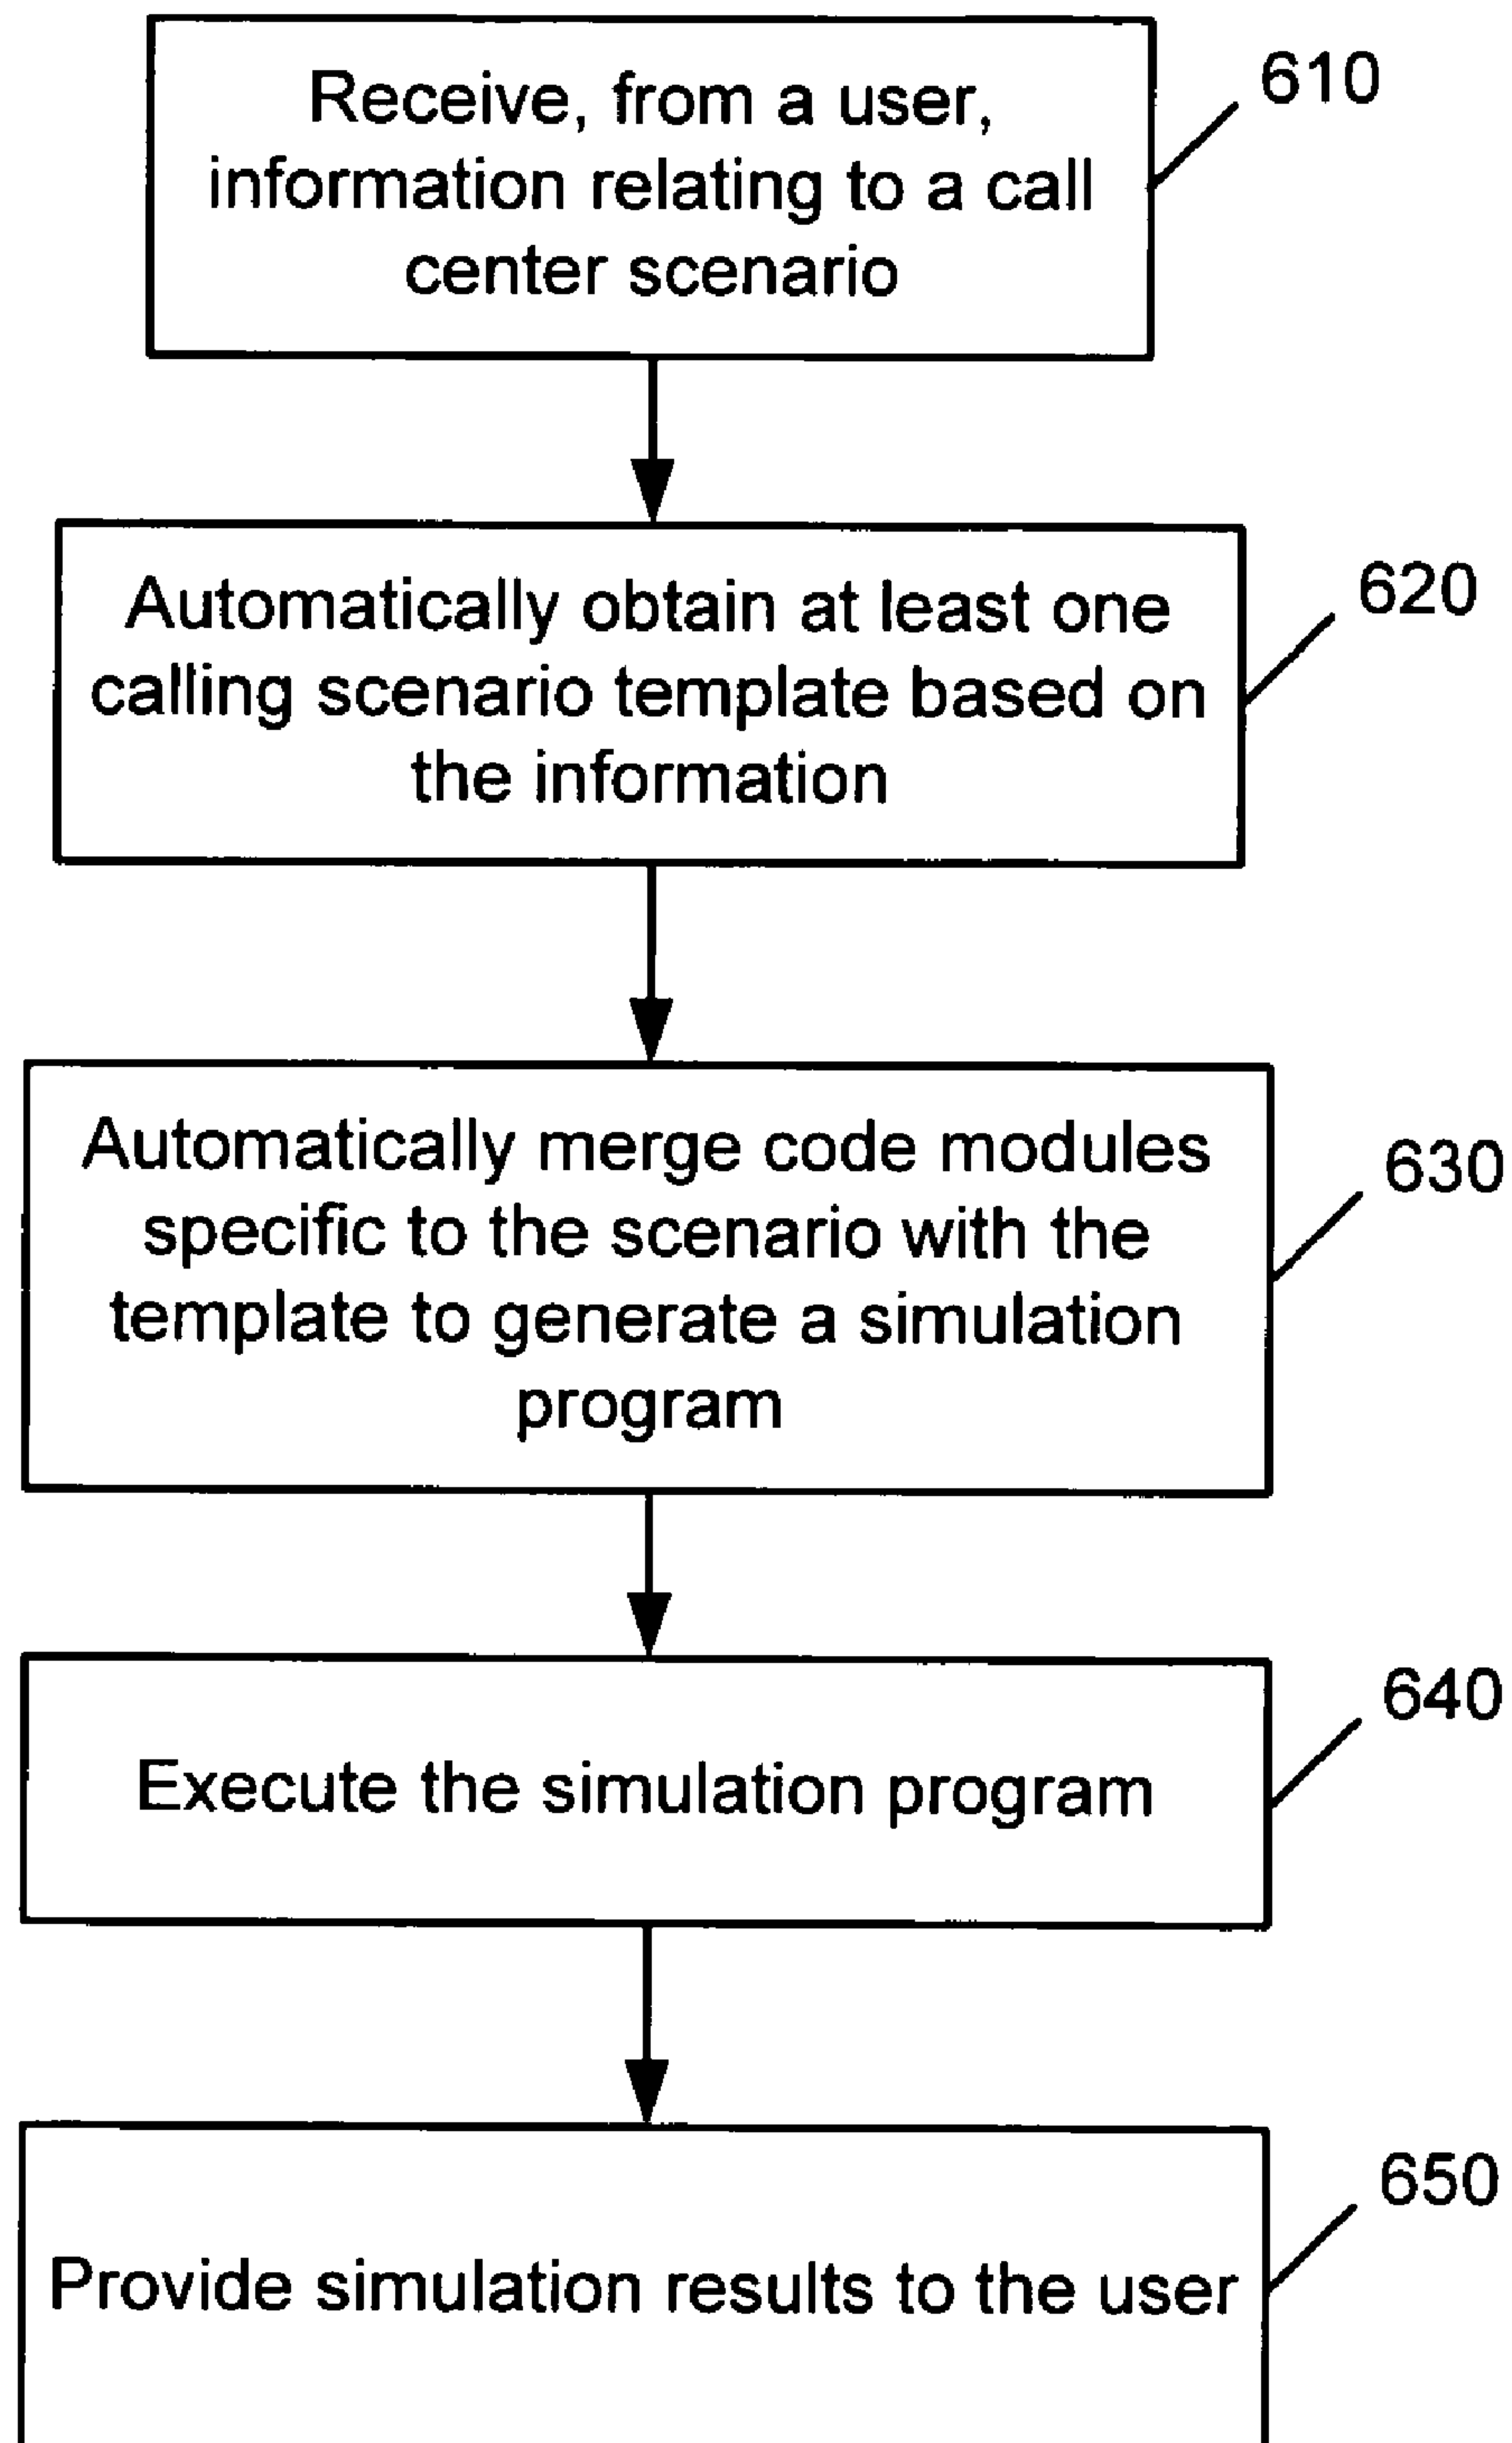 Receive, from a user,
information relating to a call
center scenario
610
Automatically obtain at least one
calling scenario template based on
the information
620
Automatically merge code modules
specific to the scenario with the
template to generate a simulation
program
630
Execute the simulation program
640
Provide simulation results to the user
650